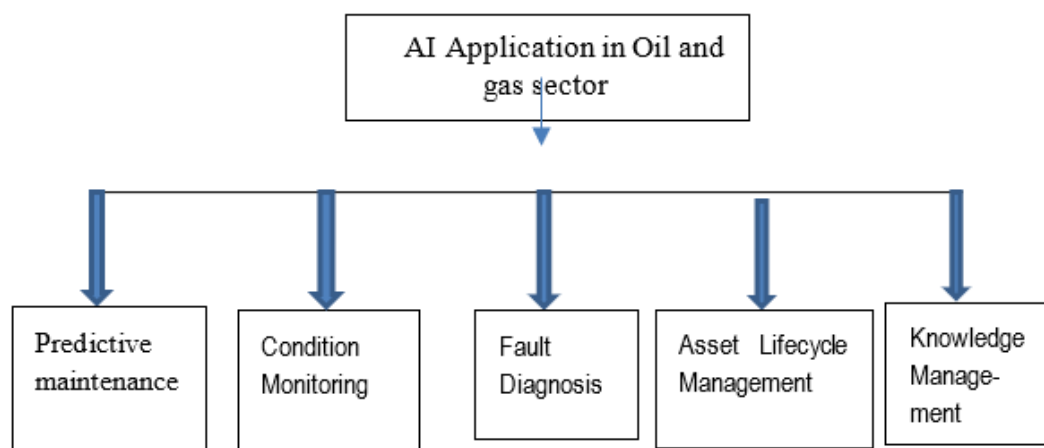 AI Application in Oil and
gas sector
Predictive
maintenance
Condition
Monitoring
Fault
Diagnosis
Asset Lifecycle
Management
Knowledge
Manage-
ment